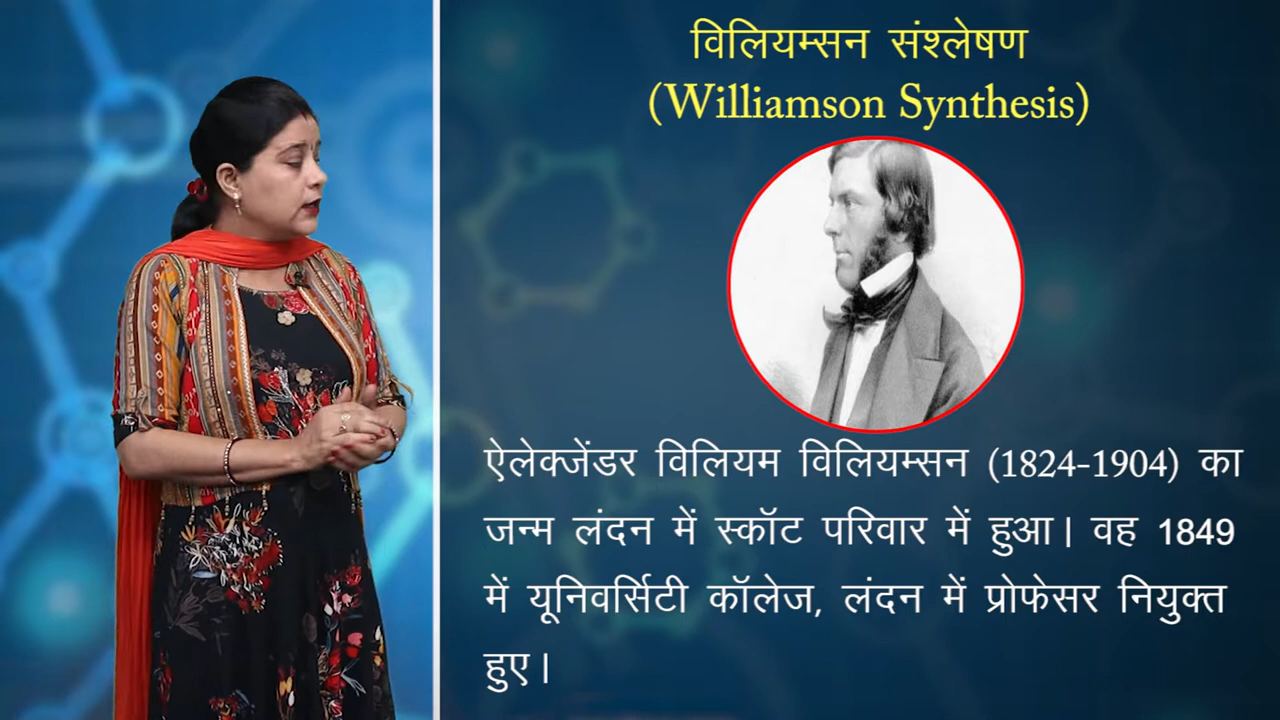 विलियम्सन संश्लेषण
(Williamson Synthesis)
ऐलेक्जेंडर विलियम विलियम्सन (1824-1904) का
जन्म लंदन में स्कॉट परिवार में हुआ। वह 1849
में यूनिवर्सिटी कॉलेज, लंदन में प्रोफेसर नियुक्त
हुए।